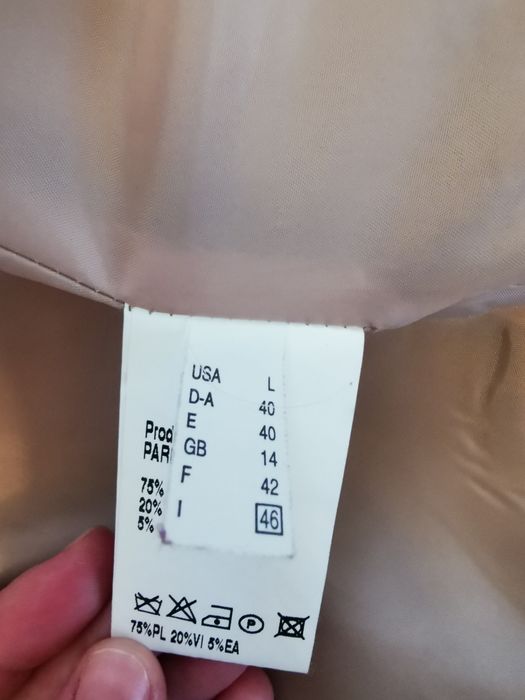 USA L
D-A 40
E 40
GB 14
F 42
I 46
Prod
PAR
75%
20%
5%
P
75%PL 20%VI 5%EA